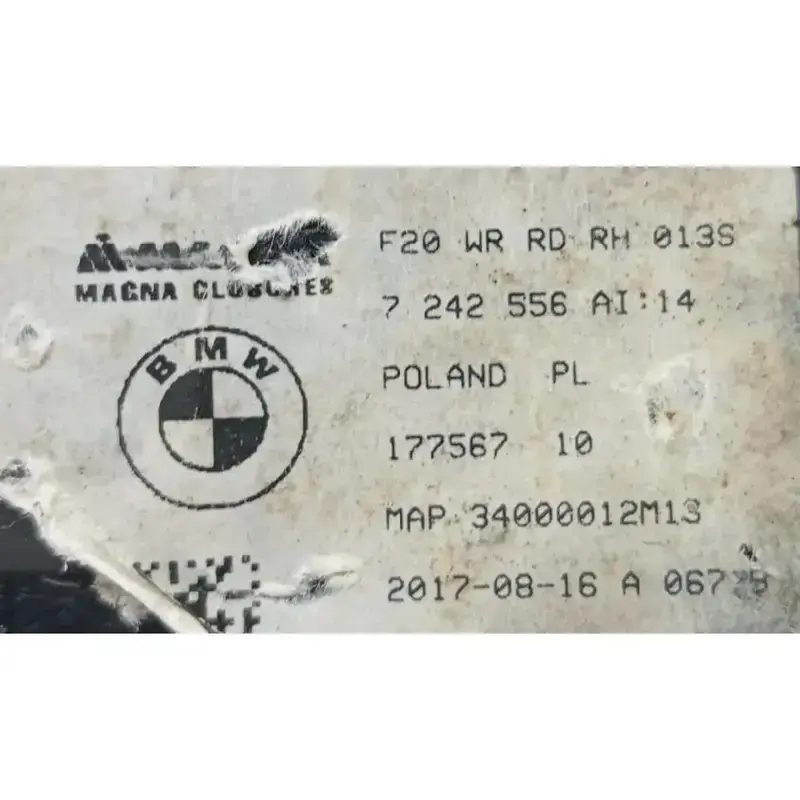 MAGNA CLOSURES
BMW
F20 WR RD RH 013S
7 242 556 AI:14
POLAND PL
177567 10
MAP 34000012M13
2017-08-16 A